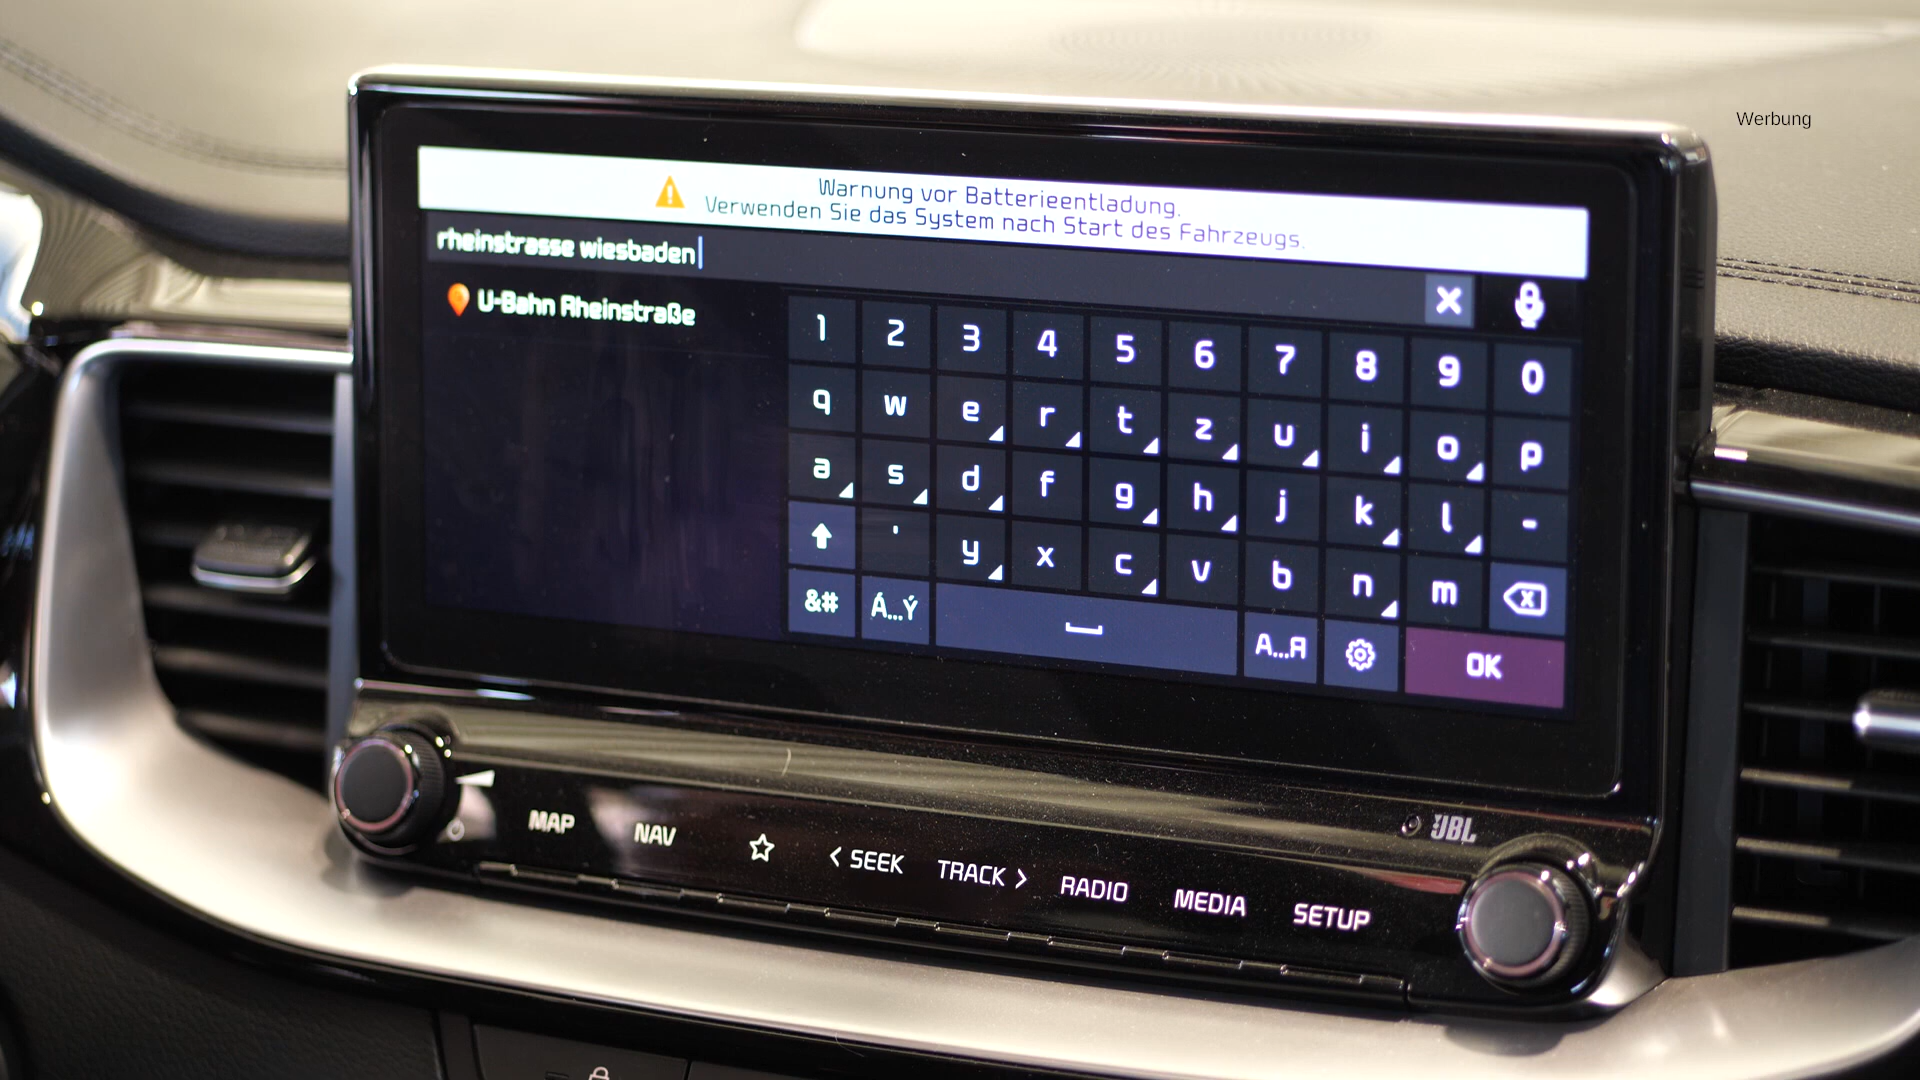 Werbung
Warnung vor Batterieentladung.
Verwenden Sie das System nach Start des Fahrzeugs.
rheinstrasse wiesbaden
U-Bahn Rheinstraße
1 2 3 4 5 6 7 8 9 0
q w e r t z u i o p
a s d f g h j k l -
' y x c v b n m
&# Á...Ý A...Я OK
JBL
MAP NAV < SEEK TRACK > RADIO MEDIA SETUP